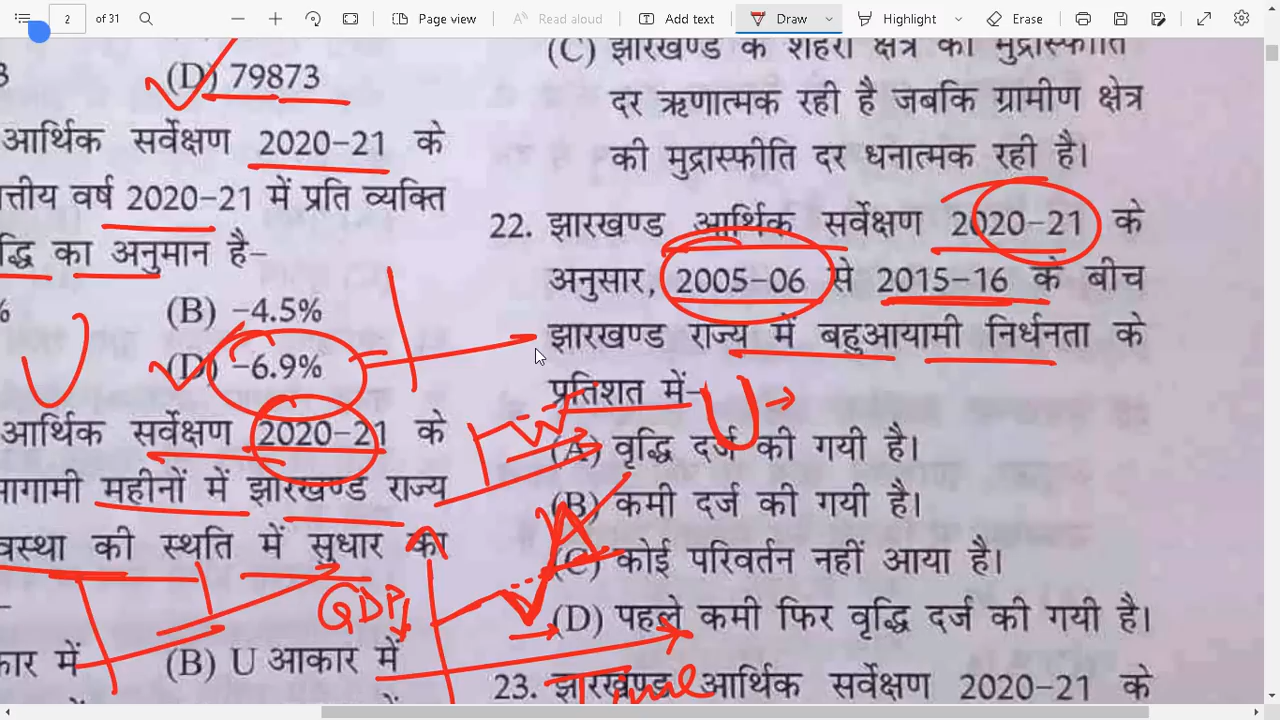 2 of 31 Page view Read aloud Add text Draw Highlight Erase
3 (D) 79873
आर्थिक सर्वेक्षण 2020-21 के
त्तीय वर्ष 2020-21 में प्रति व्यक्ति
द्धि का अनुमान है-
% (B) -4.5%
(D) -6.9%
आर्थिक सर्वेक्षण 2020-21 के
आगामी महीनों में झारखण्ड राज्य
वस्था की स्थति में सुधार का
-
कार में (B) U आकार में
(C) झारखण्ड के शहरी क्षेत्र की मुद्रास्फीति
दर ऋणात्मक रही है जबकि ग्रामीण क्षेत्र
की मुद्रास्फीति दर धनात्मक रही है।
22. झारखण्ड आर्थिक सर्वेक्षण 2020-21 के
अनुसार, 2005-06 से 2015-16 के बीच
झारखण्ड राज्य में बहुआयामी निर्धनता के
प्रतिशत में- U
(A) वृद्धि दर्ज की गयी है।
(B) कमी दर्ज की गयी है।
(C) कोई परिवर्तन नहीं आया है।
(D) पहले कमी फिर वृद्धि दर्ज की गयी है।
23. झारखण्ड आर्थिक सर्वेक्षण 2020-21 के
U
W
GDP
Time